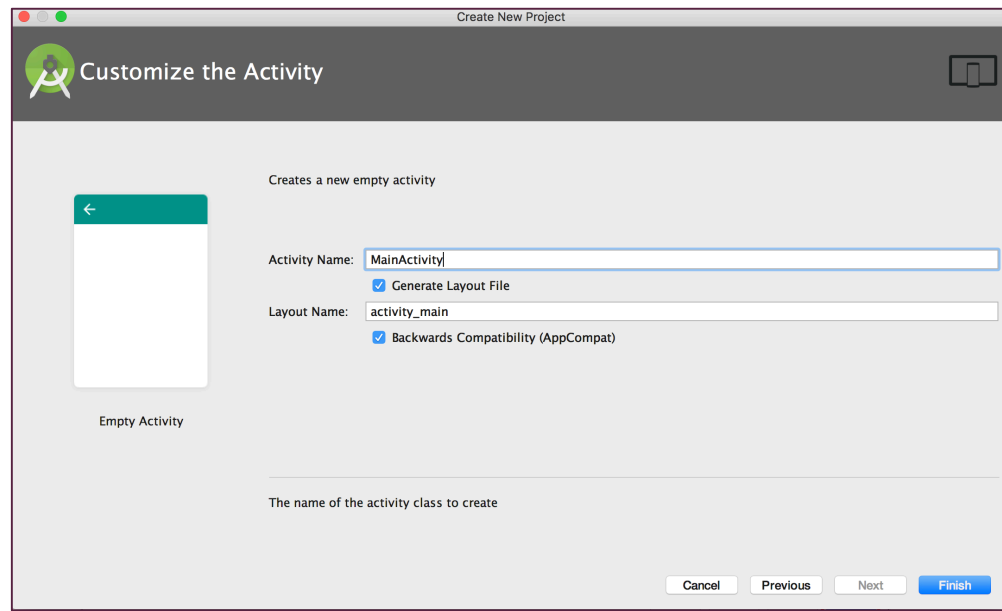 Create New Project
Customize the Activity
Creates a new empty activity
Activity Name: MainActivity
Generate Layout File
Layout Name: activity_main
Backwards Compatibility (AppCompat)
Empty Activity
The name of the activity class to create
Cancel Previous Next Finish